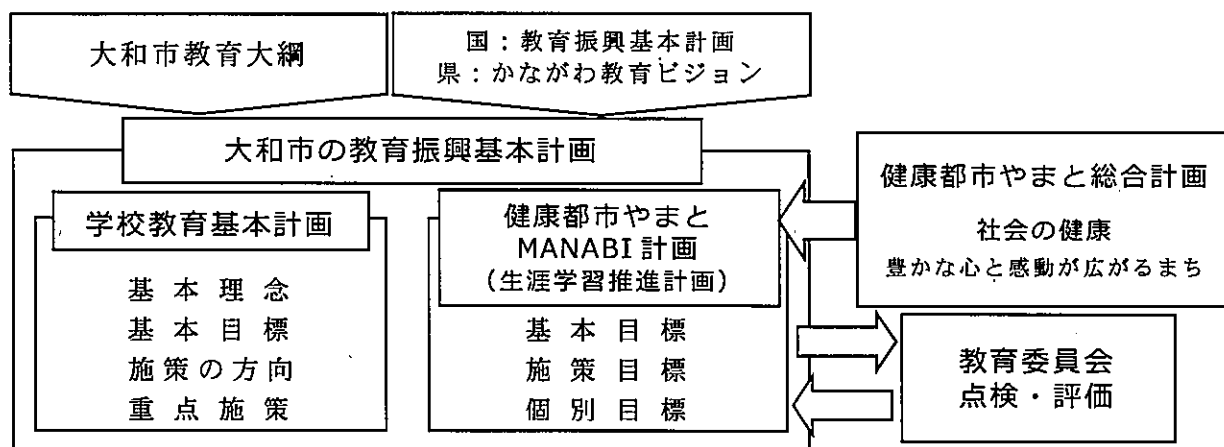 大和市教育大綱
国：教育振興基本計画
県：かながわ教育ビジョン
大和市の教育振興基本計画
学校教育基本計画
基本理念
基本目標
施策の方向
重点施策
健康都市やまと
MANABI 計画
（生涯学習推進計画）
基本目標
施策目標
個別目標
健康都市やまと総合計画
社会の健康
豊かな心と感動が広がるまち
教育委員会
点検・評価